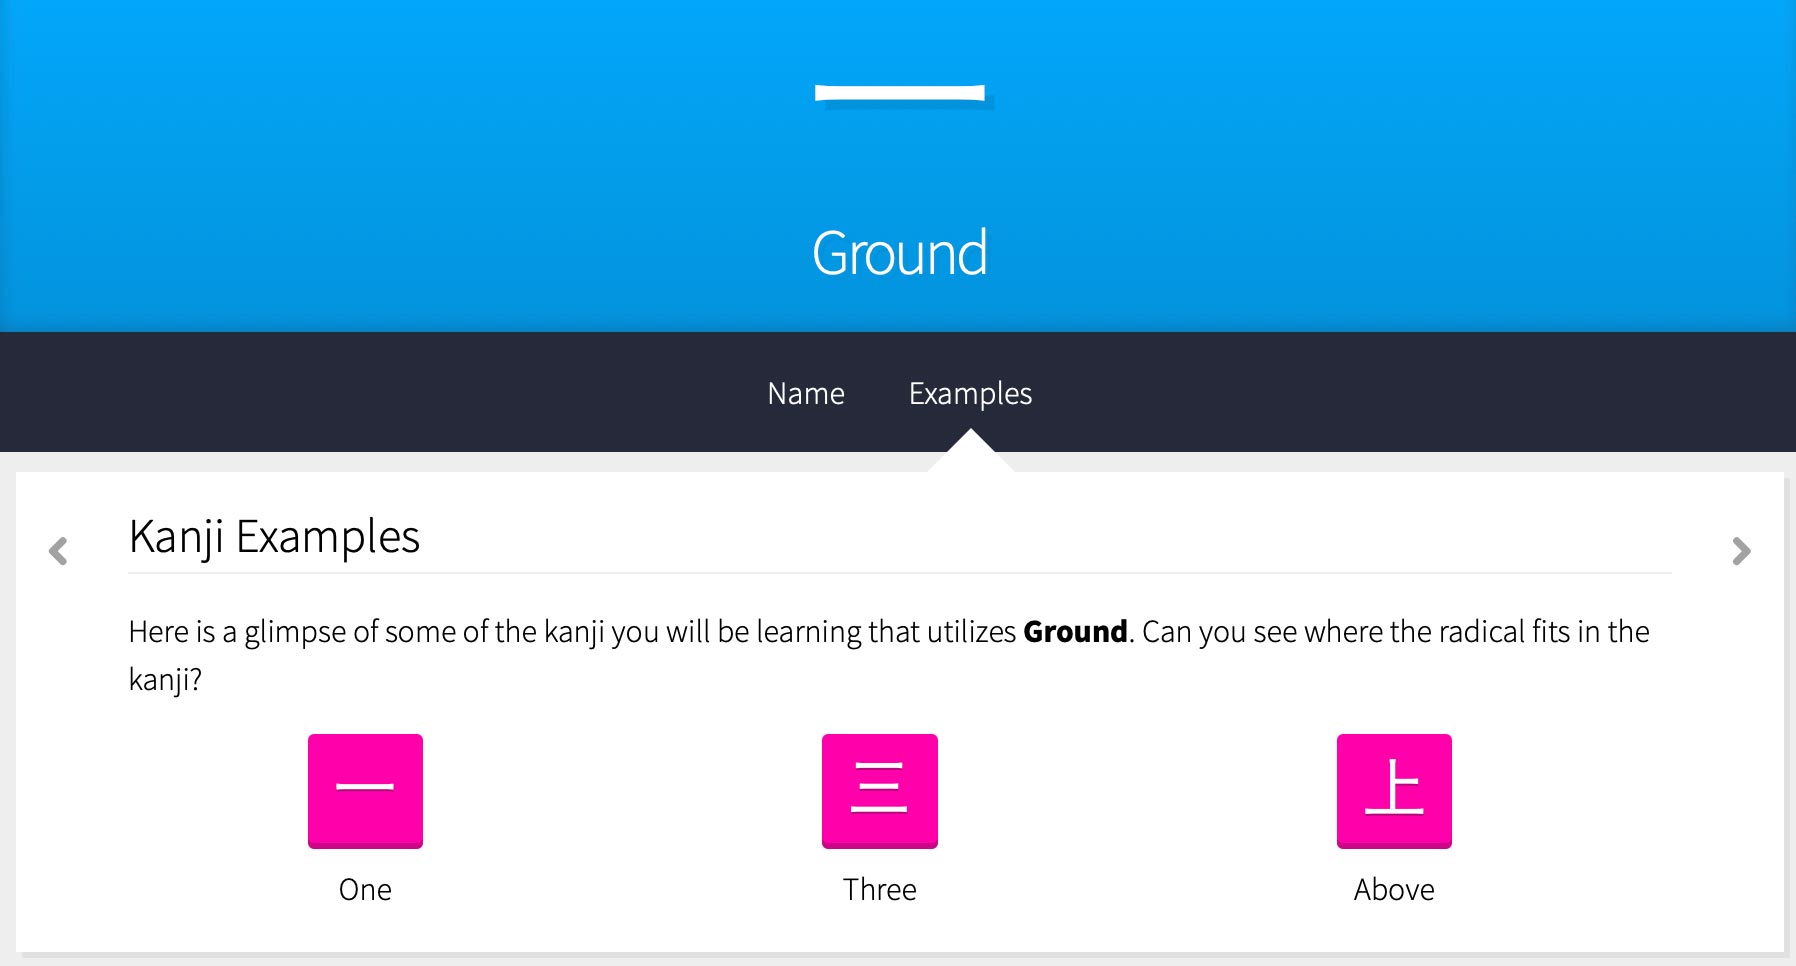 一
Ground
Name Examples
Kanji Examples
Here is a glimpse of some of the kanji you will be learning that utilizes Ground. Can you see where the radical fits in the
kanji?
一 三 上
One Three Above